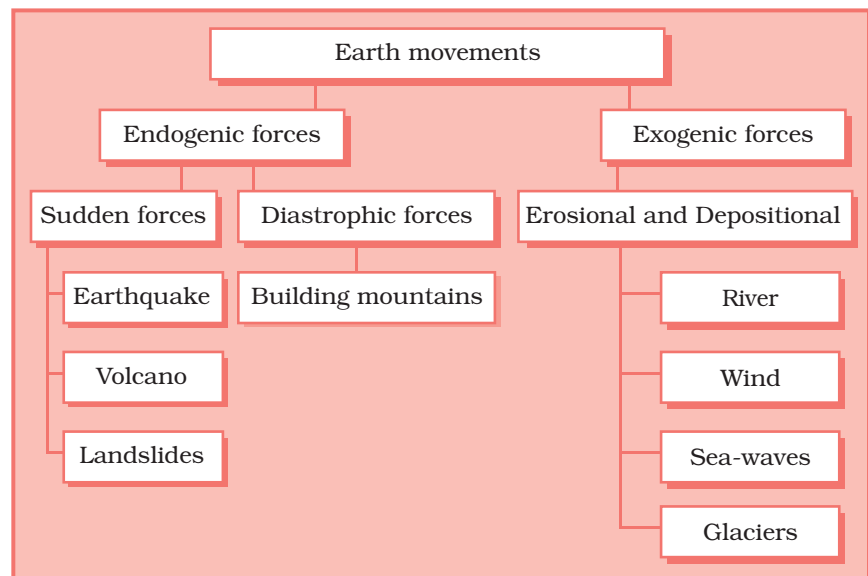 Earth movements
Endogenic forces
Exogenic forces
Sudden forces
Diastrophic forces
Erosional and Depositional
Earthquake
Building mountains
River
Volcano
Wind
Landslides
Sea-waves
Glaciers